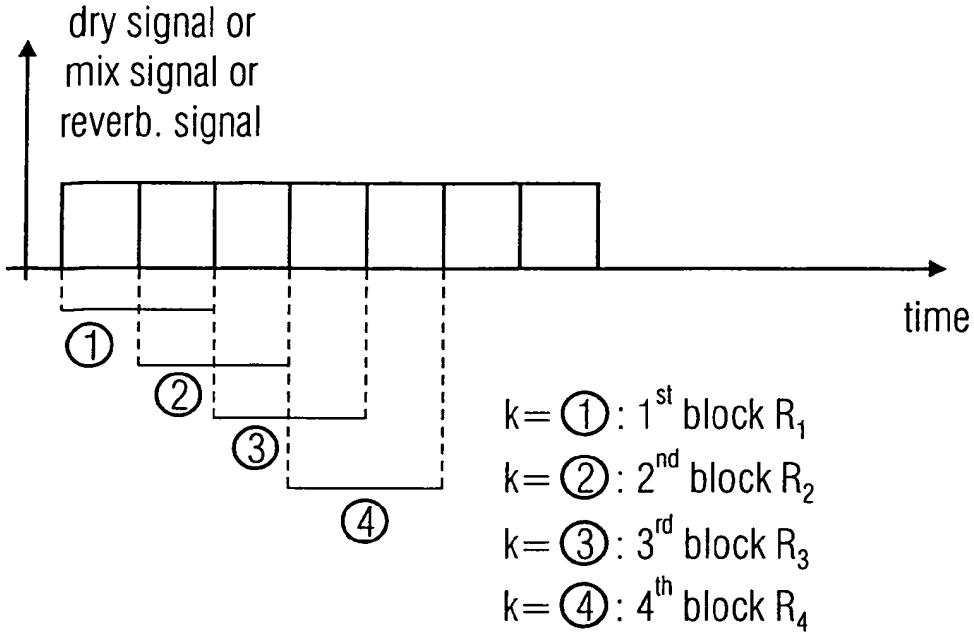 dry signal or
mix signal or
reverb. signal
time
①
②
③
④
k= ①: 1st block R1
k= ②: 2nd block R2
k= ③: 3rd block R3
k= ④: 4th block R4